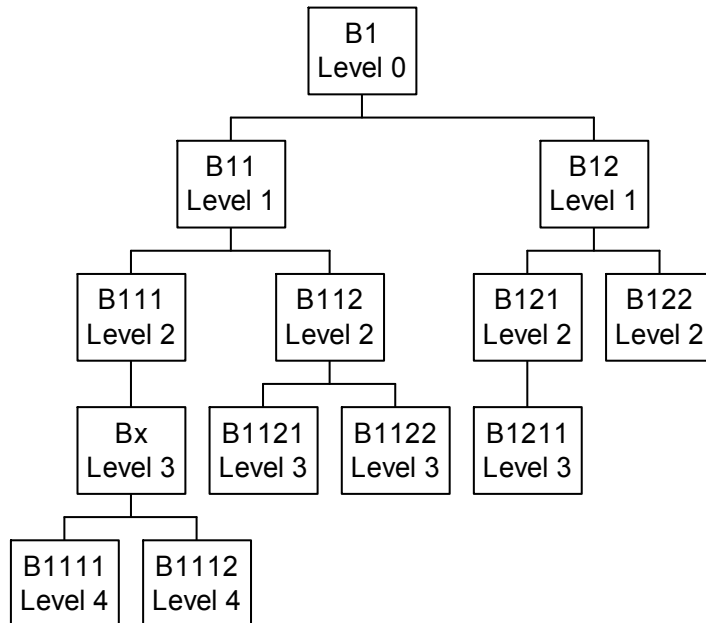 B1
Level 0
B11
Level 1
B12
Level 1
B111
Level 2
B112
Level 2
B121
Level 2
B122
Level 2
Bx
Level 3
B1121
Level 3
B1122
Level 3
B1211
Level 3
B1111
Level 4
B1112
Level 4